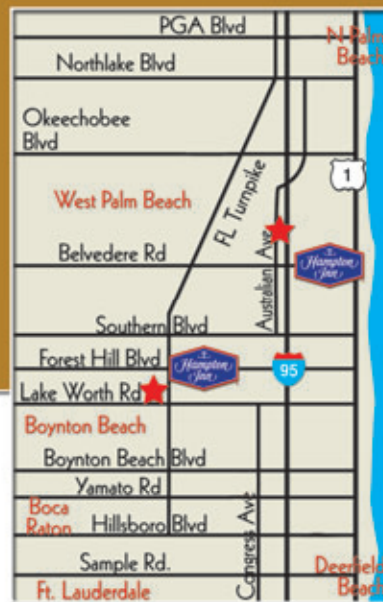 PGA Blvd
N Palm
Beach
Northlake Blvd
Okeechobee
Blvd
FL Turnpike
1
West Palm Beach
Australian Ave
Belvedere Rd
Hampton
Inn
Southern Blvd
Forest Hill Blvd
Hampton
Inn
95
Lake Worth Rd
Boynton Beach
Boynton Beach Blvd
Yamato Rd
Boca
Raton
Hillsboro Blvd
Congress Ave
Sample Rd.
Deerfield
Beach
Ft. Lauderdale